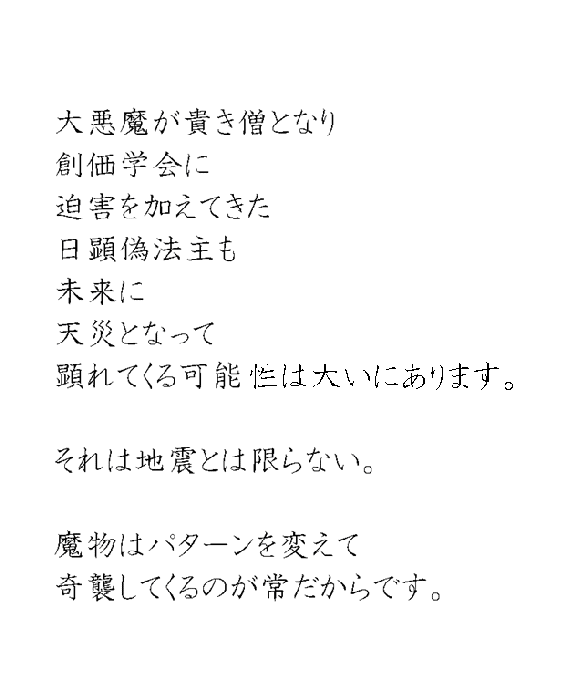 大悪魔が貴き僧となり
創価学会に
迫害を加えてきた
日顕偽法主も
未来に
天災となって
顕れてくる可能性は大いにあります。
それは地震とは限らない。
魔物はパターンを変えて
奇襲してくるのが常だからです。